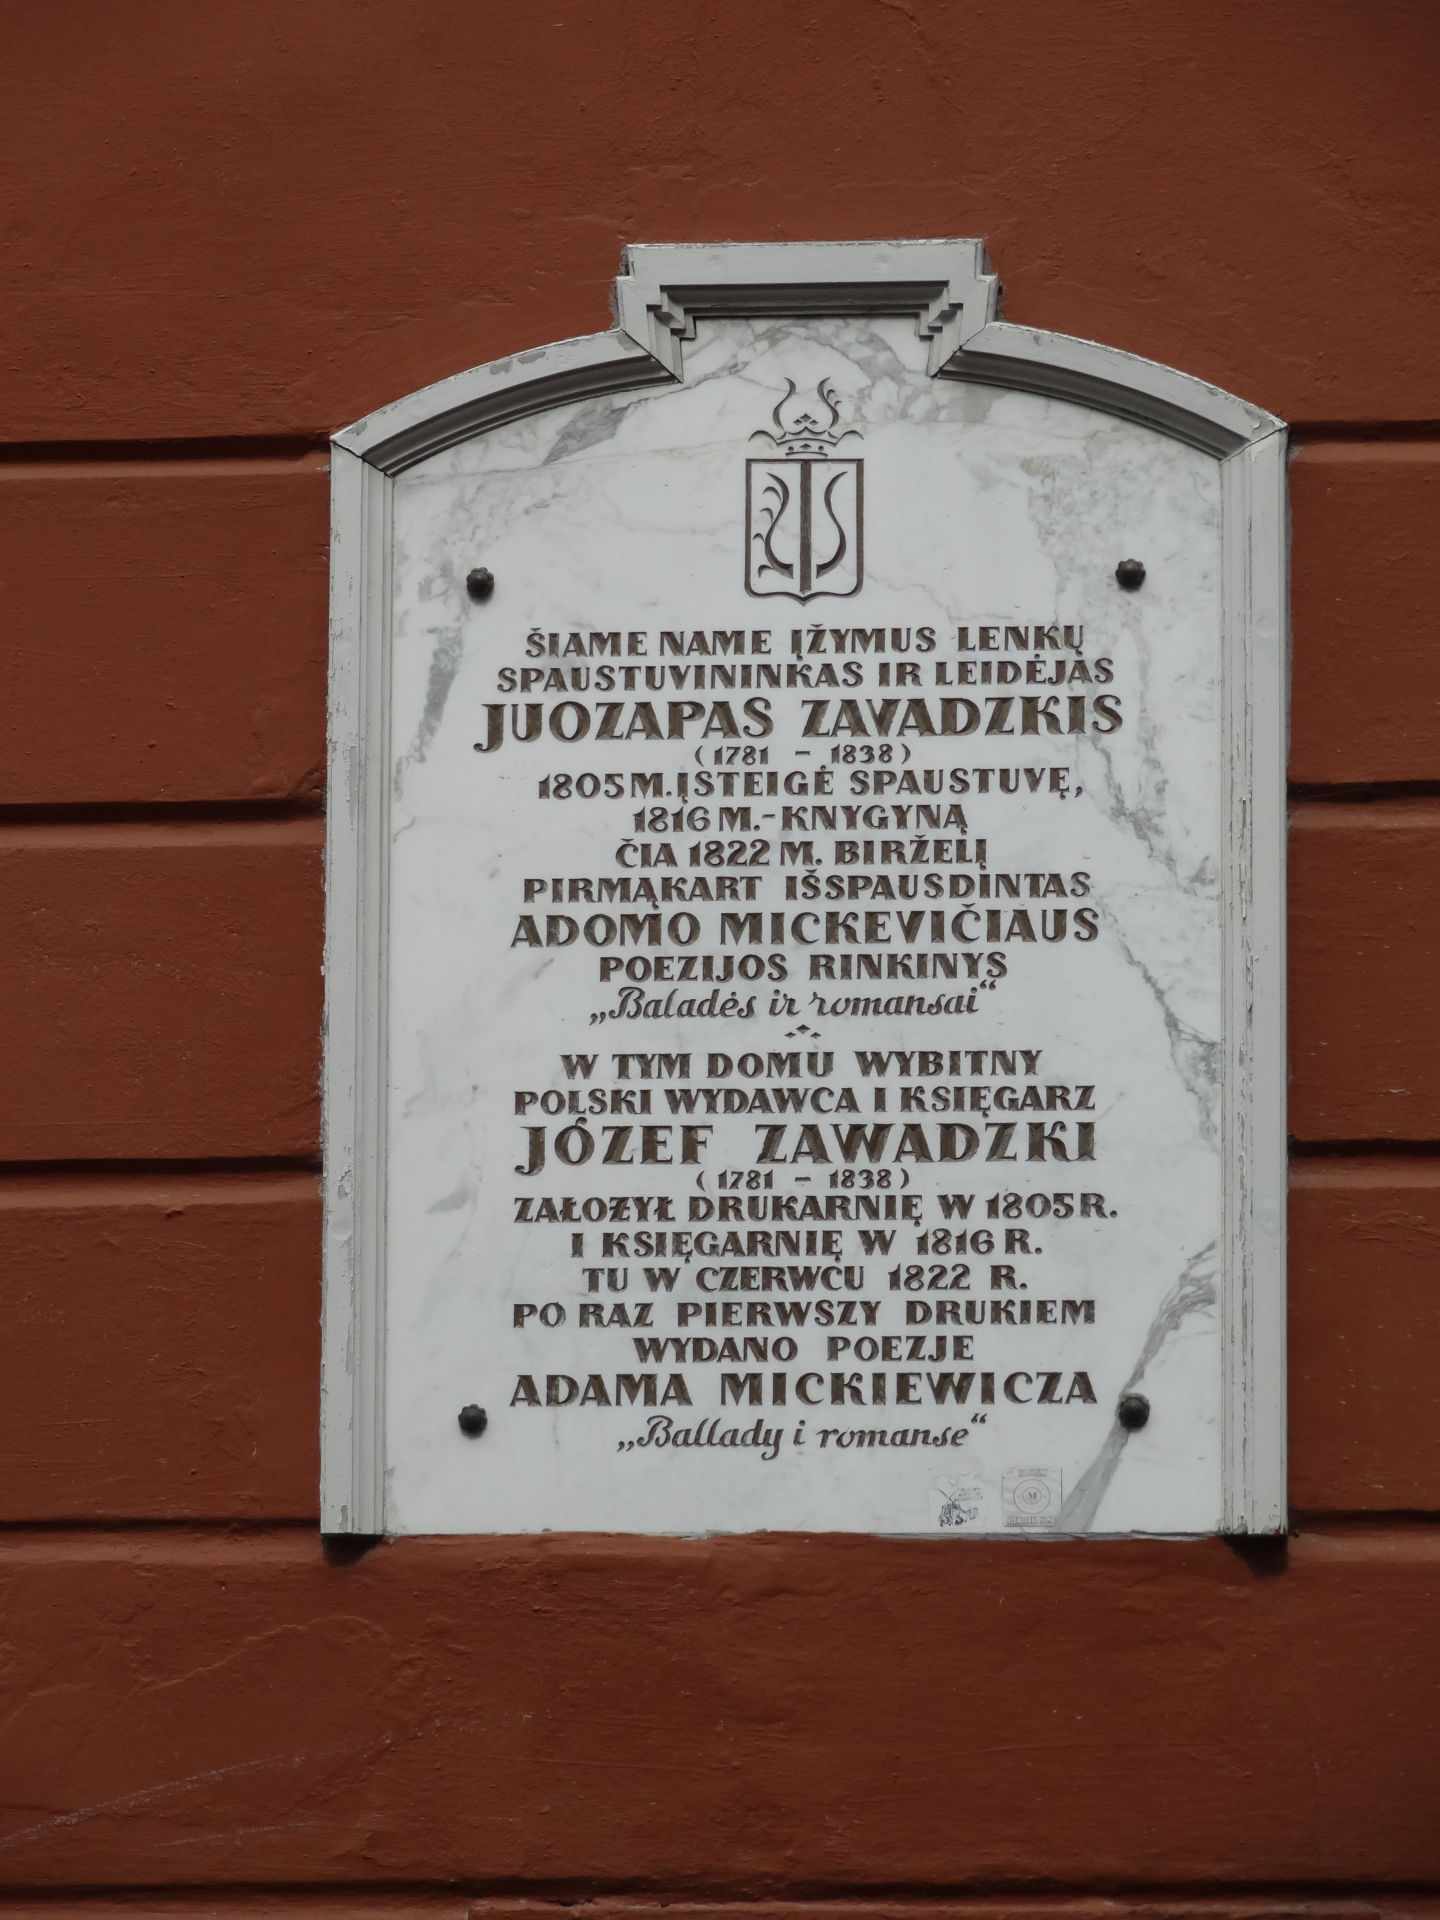 ŠIAME NAME ĮŽYMUS LENKŲ
SPAUSTUVININKAS IR LEIDĖJAS
JUOZAPAS ZAVADZKIS
(1781 – 1838)
1805 M. ĮSTEIGĖ SPAUSTUVĘ,
1816 M.-KNYGYNĄ
ČIA 1822 M. BIRŽELĮ
PIRMĄKART IŠSPAUSDINTAS
ADOMO MICKEVIČIAUS
POEZIJOS RINKINYS
„Baladės ir romansai“
W TYM DOMU WYBITNY
POLSKI WYDAWCA I KSIĘGARZ
JÓZEF ZAWADZKI
(1781 – 1838)
ZAŁOŻYŁ DRUKARNIĘ W 1805 R.
I KSIĘGARNIĘ W 1816 R.
TU W CZERWCU 1822 R.
PO RAZ PIERWSZY DRUKIEM
WYDANO POEZJE
ADAMA MICKIEWICZA
„Ballady i romanse“